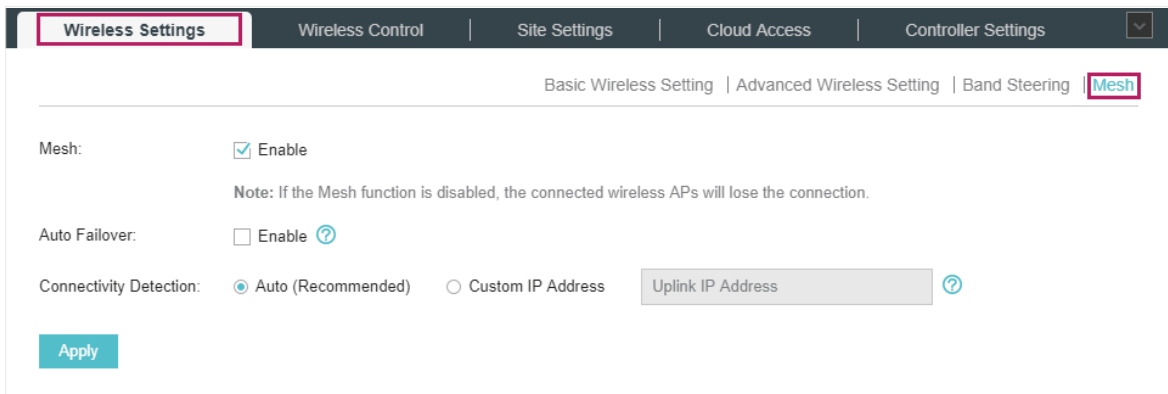 Wireless Settings Wireless Control Site Settings Cloud Access Controller Settings
Basic Wireless Setting | Advanced Wireless Setting | Band Steering | Mesh
Mesh: Enable
Note: If the Mesh function is disabled, the connected wireless APs will lose the connection.
Auto Failover: Enable ?
Connectivity Detection: Auto (Recommended) Custom IP Address Uplink IP Address ?
Apply